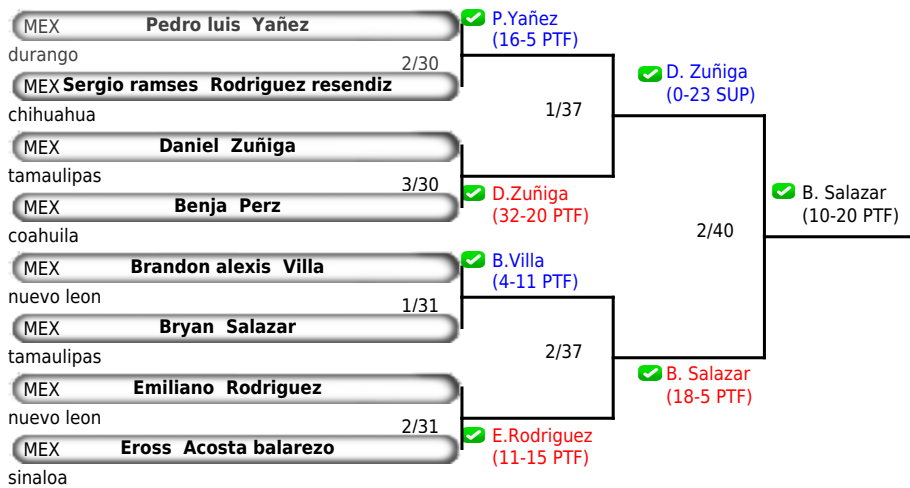 MEX Pedro luis Yañez
durango
2/30
MEX Sergio ramses Rodriguez resendiz
chihuahua
P.Yañez
(16-5 PTF)
1/37
D. Zuñiga
(0-23 SUP)
MEX Daniel Zuñiga
tamaulipas
3/30
MEX Benja Perz
coahuila
D.Zuñiga
(32-20 PTF)
2/40
B. Salazar
(10-20 PTF)
MEX Brandon alexis Villa
nuevo leon
1/31
MEX Bryan Salazar
tamaulipas
B.Villa
(4-11 PTF)
2/37
B. Salazar
(18-5 PTF)
MEX Emiliano Rodriguez
nuevo leon
2/31
MEX Eross Acosta balarezo
sinaloa
E.Rodriguez
(11-15 PTF)